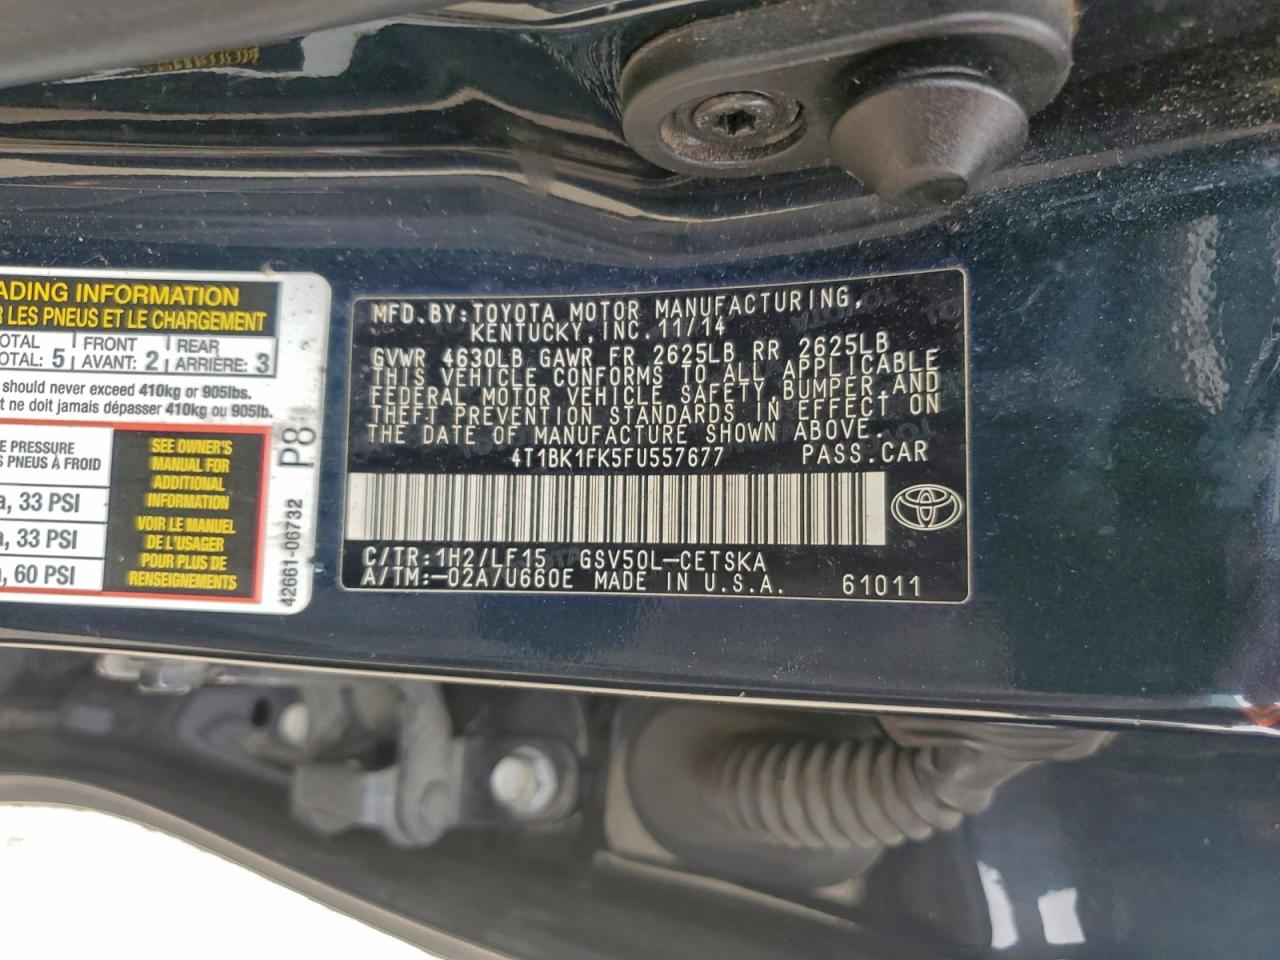 ADING INFORMATION
R LES PNEUS ET LE CHARGEMENT
OTAL FRONT REAR
TOTAL: 5 AVANT: 2 ARRIÈRE: 3
should never exceed 410kg or 905lbs.
t ne doit jamais dépasser 410kg ou 905lb.
E PRESSURE
S PNEUS À FROID
a, 33 PSI
a, 33 PSI
a, 60 PSI
SEE OWNER'S
MANUAL FOR
ADDITIONAL
INFORMATION
VOIR LE MANUEL
DE L'USAGER
POUR PLUS DE
RENSEIGNEMENTS
42661-06732
MFD.BY:TOYOTA MOTOR MANUFACTURING,
KENTUCKY, INC. 11/14
GVWR 4630LB GAWR FR 2625LB RR 2625LB
THIS VEHICLE CONFORMS TO ALL APPLICABLE
FEDERAL MOTOR VEHICLE SAFETY,BUMPER,AND
THEFT PREVENTION STANDARDS IN EFFECT ON
THE DATE OF MANUFACTURE SHOWN ABOVE.
4T1BK1FK5FU557677 PASS.CAR
C/TR:1H2/LF15 GSV50L-CETSKA
A/TM:-02A/U660E MADE IN U.S.A. 61011